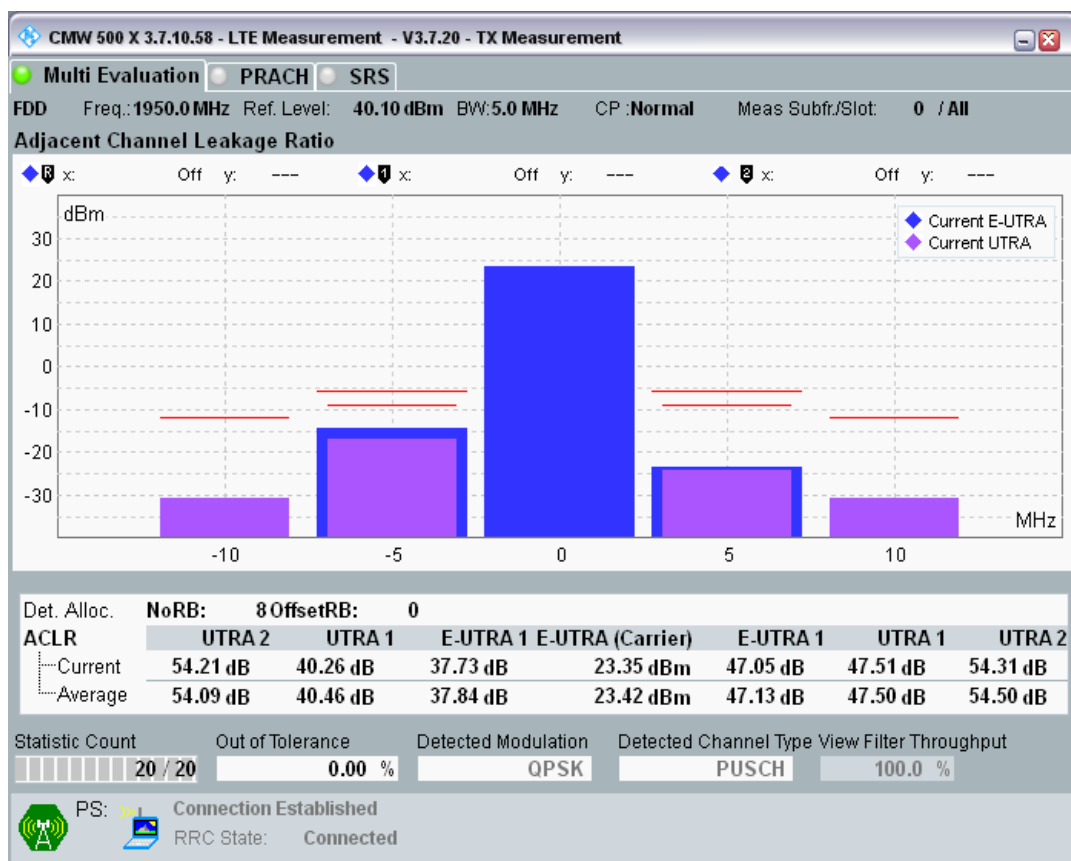 CMW 500 X 3.7.10.58 - LTE Measurement - V3.7.20 - TX Measurement
Multi Evaluation PRACH SRS
FDD Freq.: 1950.0 MHz Ref. Level: 40.10 dBm BW: 5.0 MHz CP : Normal Meas Subfr./Slot: 0 / All
Adjacent Channel Leakage Ratio
R x: Off y: --- 1 x: Off y: --- 2 x: Off y: ---
dBm
Current E-UTRA
Current UTRA
30
20
10
0
-10
-20
-30
MHz
-10 -5 0 5 10
Det. Alloc. NoRB: 8 OffsetRB: 0
ACLR UTRA 2 UTRA 1 E-UTRA 1 E-UTRA (Carrier) E-UTRA 1 UTRA 1 UTRA 2
Current 54.21 dB 40.26 dB 37.73 dB 23.35 dBm 47.05 dB 47.51 dB 54.31 dB
Average 54.09 dB 40.46 dB 37.84 dB 23.42 dBm 47.13 dB 47.50 dB 54.50 dB
Statistic Count Out of Tolerance Detected Modulation Detected Channel Type View Filter Throughput
20 / 20 0.00 % QPSK PUSCH 100.0 %
PS: Connection Established
RRC State: Connected